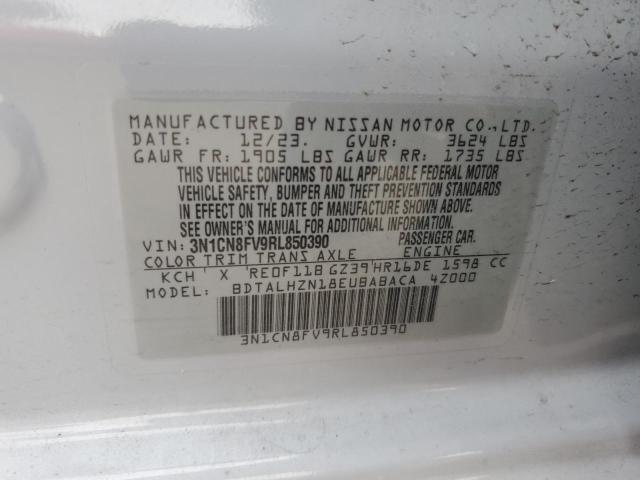 MANUFACTURED BY NISSAN MOTOR CO., LTD.
DATE: 12/23. GVWR: 3624 LBS
GAWR FR: 1905 LBS GAWR RR: 1735 LBS
THIS VEHICLE CONFORMS TO ALL APPLICABLE FEDERAL MOTOR
VEHICLE SAFETY, BUMPER AND THEFT PREVENTION STANDARDS
IN EFFECT ON THE DATE OF MANUFACTURE SHOWN ABOVE.
SEE OWNER'S MANUAL FOR ADDITIONAL INFORMATION.
VIN: 3N1CN8FV9RL850390 PASSENGER CAR.
COLOR TRIM TRANS AXLE ENGINE
KCH ' X ' RE0F11B GZ39 'HR16DE 1598 CC
MODEL: BDTALHZN18EUBABACA 4Z000
3N1CN8FV9RL850390